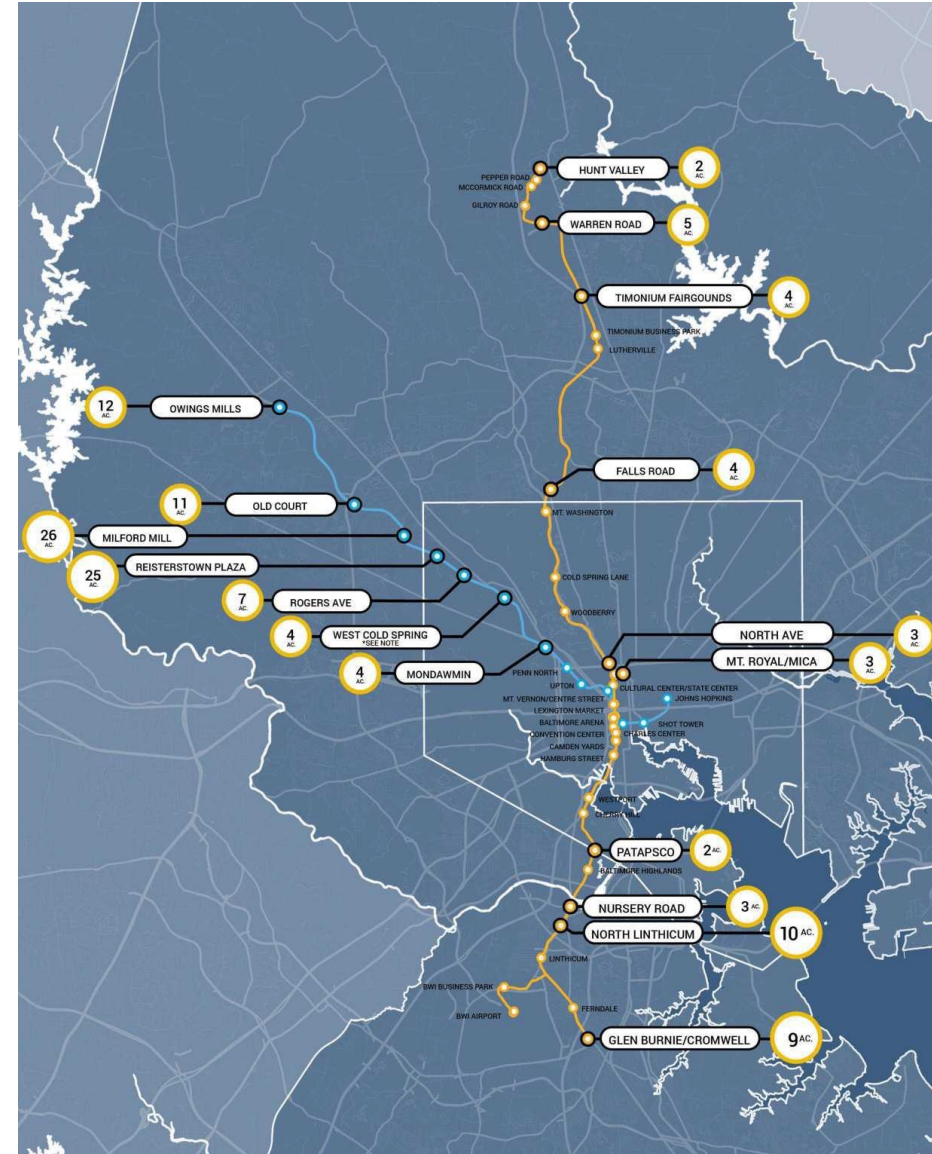 HUNT VALLEY
2
AC.
PEPPER ROAD
MCCORMICK ROAD
GILROY ROAD
WARREN ROAD
5
AC.
TIMONIUM FAIRGOUNDS
4
AC.
TIMONIUM BUSINESS PARK
LUTHERVILLE
12
AC.
OWINGS MILLS
FALLS ROAD
4
AC.
11
AC.
OLD COURT
MT. WASHINGTON
26
AC.
MILFORD MILL
25
AC.
REISTERSTOWN PLAZA
COLD SPRING LANE
7
AC.
ROGERS AVE
WOODBERRY
4
AC.
WEST COLD SPRING
*SEE NOTE
NORTH AVE
3
AC.
4
AC.
MONDAWMIN
MT. ROYAL/MICA
3
AC.
PENN NORTH
UPTON
CULTURAL CENTER/STATE CENTER
MT. VERNON/CENTRE STREET
JOHNS HOPKINS
LEXINGTON MARKET
BALTIMORE ARENA
SHOT TOWER
CONVENTION CENTER
CHARLES CENTER
CAMDEN YARDS
HAMBURG STREET
WESTPORT
CHERRY HILL
PATAPSCO
2 AC.
BALTIMORE HIGHLANDS
NURSERY ROAD
3 AC.
NORTH LINTHICUM
10 AC.
LINTHICUM
BWI BUSINESS PARK
BWI AIRPORT
FERNDALE
GLEN BURNIE/CROMWELL
9 AC.